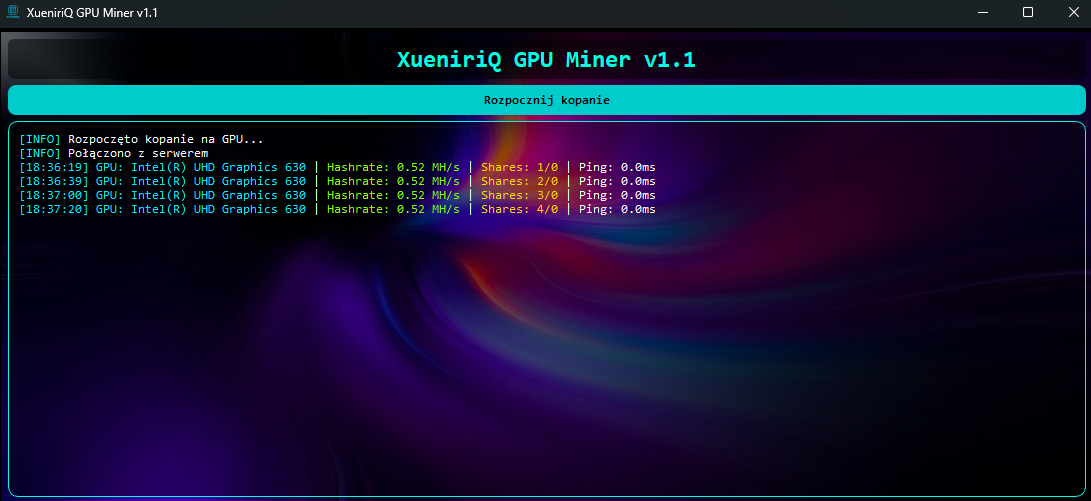 XueniriQ GPU Miner v1.1
XueniriQ GPU Miner v1.1
Rozpocznij kopanie
[INFO] Rozpoczęto kopanie na GPU...
[INFO] Połączono z serwerem
[18:36:19] GPU: Intel(R) UHD Graphics 630 | Hashrate: 0.52 MH/s | Shares: 1/0 | Ping: 0.0ms
[18:36:39] GPU: Intel(R) UHD Graphics 630 | Hashrate: 0.52 MH/s | Shares: 2/0 | Ping: 0.0ms
[18:37:00] GPU: Intel(R) UHD Graphics 630 | Hashrate: 0.52 MH/s | Shares: 3/0 | Ping: 0.0ms
[18:37:20] GPU: Intel(R) UHD Graphics 630 | Hashrate: 0.52 MH/s | Shares: 4/0 | Ping: 0.0ms